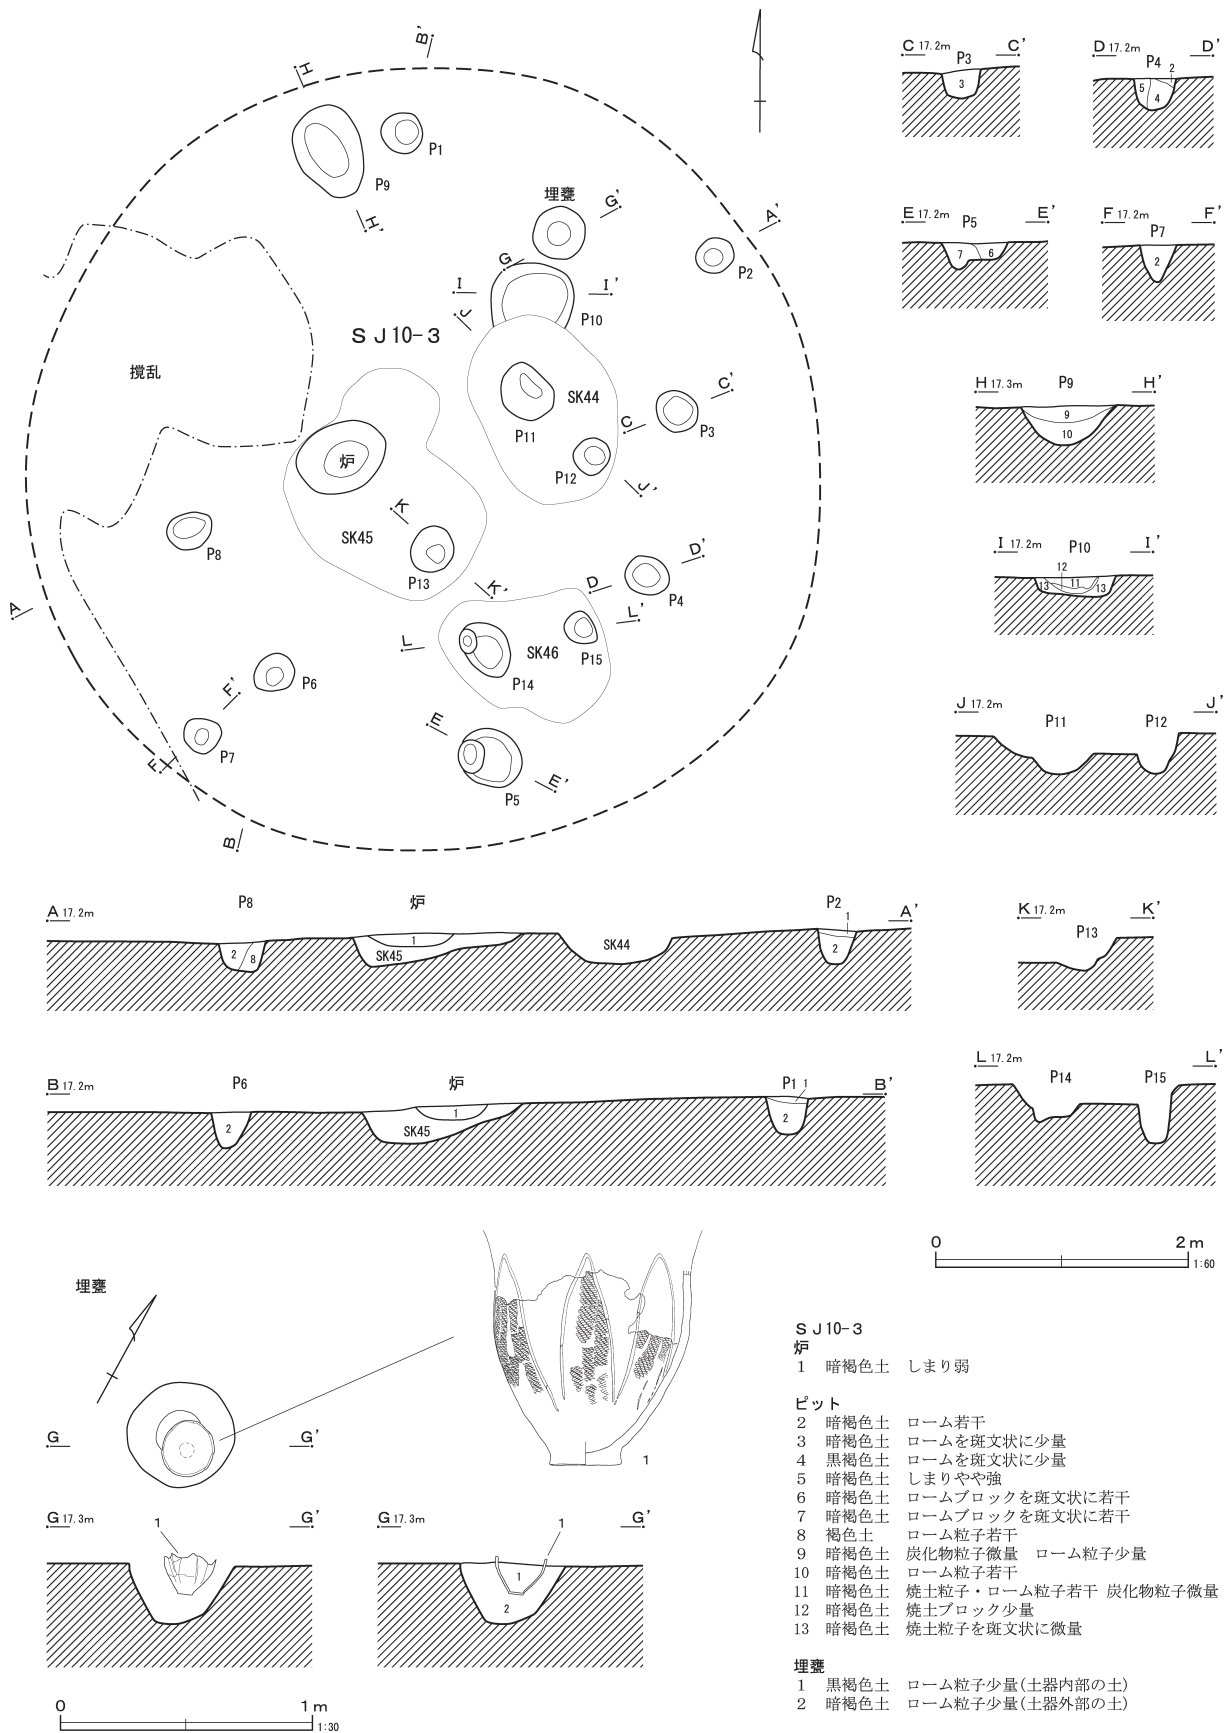 B'
H
P1
P9
H'
埋甕
G'
A'
G
P2
I
I'
J
P10
SJ10-3
撹乱
SK44
C'
P11
C
P3
炉
P12
J'
K
SK45
P8
P13
K'
D'
D
P4
A
L'
L
SK46
P15
P14
F'
P6
E
P7
F
E'
P5
B
C 17.2m
P3
C'
3
D 17.2m
P4
D'
2
5
4
E 17.2m
P5
E'
7
6
F 17.2m
P7
F'
2
H 17.3m
P9
H'
9
10
I 17.2m
P10
I'
12
13
11
13
J 17.2m
P11
P12
J'
A 17.2m
P8
炉
P2
A'
1
1
2
8
SK45
SK44
2
K 17.2m
P13
K'
B 17.2m
P6
炉
P1
B'
1
1
2
SK45
2
L 17.2m
P14
P15
L'
0
2m
1:60
埋甕
G
G'
1
G 17.3m
1
G'
G 17.3m
1
G'
1
2
0
1m
1:30
SJ10-3
炉
1 暗褐色土 しまり弱
ピット
2 暗褐色土 ローム若干
3 暗褐色土 ロームを斑文状に少量
4 黒褐色土 ロームを斑文状に少量
5 暗褐色土 しまりやや強
6 暗褐色土 ロームブロックを斑文状に若干
7 暗褐色土 ロームブロックを斑文状に若干
8 褐色土 ローム粒子若干
9 暗褐色土 炭化物粒子微量 ローム粒子少量
10 暗褐色土 ローム粒子若干
11 暗褐色土 焼土粒子・ローム粒子若干 炭化物粒子微量
12 暗褐色土 焼土ブロック少量
13 暗褐色土 焼土粒子を斑文状に微量
埋甕
1 黒褐色土 ローム粒子少量(土器内部の土)
2 暗褐色土 ローム粒子少量(土器外部の土)